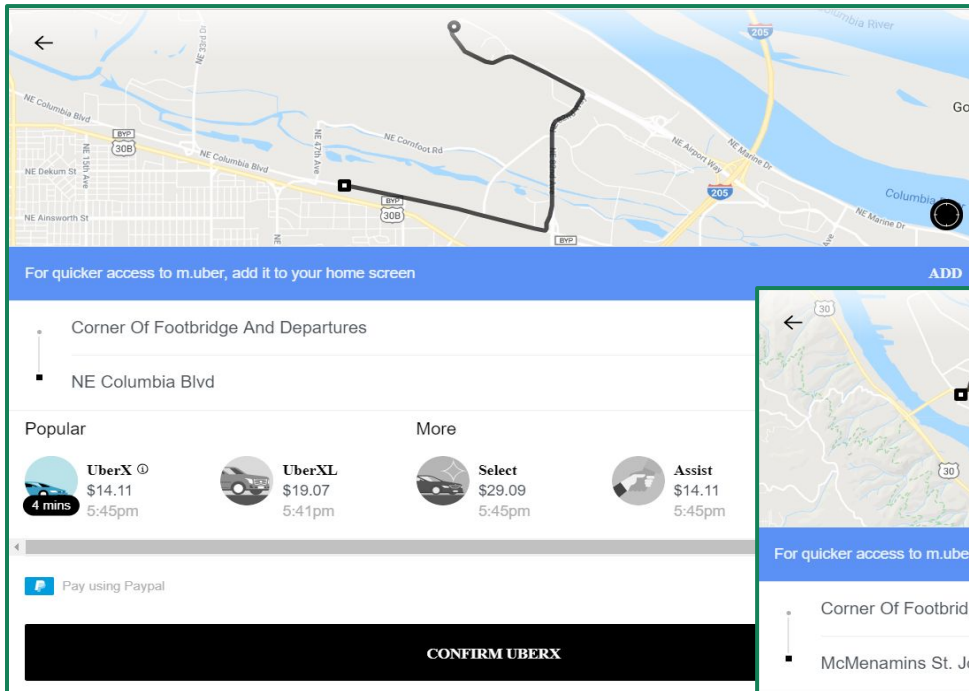 Columbia River
205
NE 33rd Dr
Go
NE Columbia Blvd
BYP
30B
NE 15th Ave
NE Dekum St
NE 47th Ave
NE Cornfoot Rd
NE Columbia Blvd
NE Airport Way
NE Marine Dr
205
BYP
30B
NE Ainsworth St
NE
Columbia
NE Marine Dr
BYP
For quicker access to m.uber, add it to your home screen
ADD
Corner Of Footbridge And Departures
NE Columbia Blvd
Popular
More
UberX
$14.11
4 mins
5:45pm
UberXL
$19.07
5:41pm
Select
$29.09
5:45pm
Assist
$14.11
5:45pm
Pay using Paypal
CONFIRM UBERX
30
30
For quicker access to m.ube
Corner Of Footbrid
McMenamins St. Jo